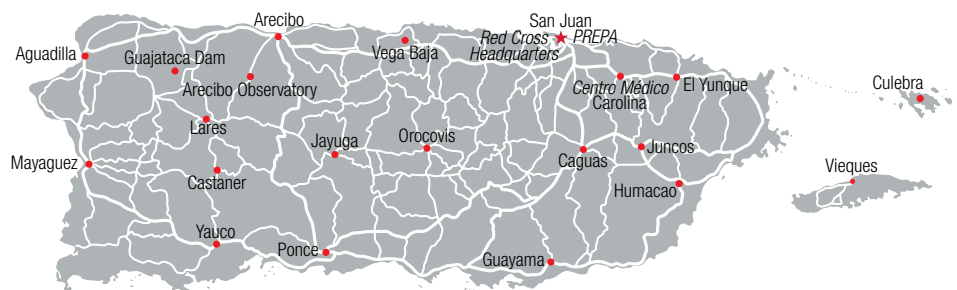 San Juan
Arecibo
Red Cross PREPA
Headquarters
Aguadilla
Guajataca Dam
Vega Baja
Arecibo Observatory
Centro Médico
Carolina
El Yunque
Culebra
Lares
Jayuga
Orocovis
Caguas
Juncos
Mayaguez
Castaner
Humacao
Vieques
Yauco
Ponce
Guayama